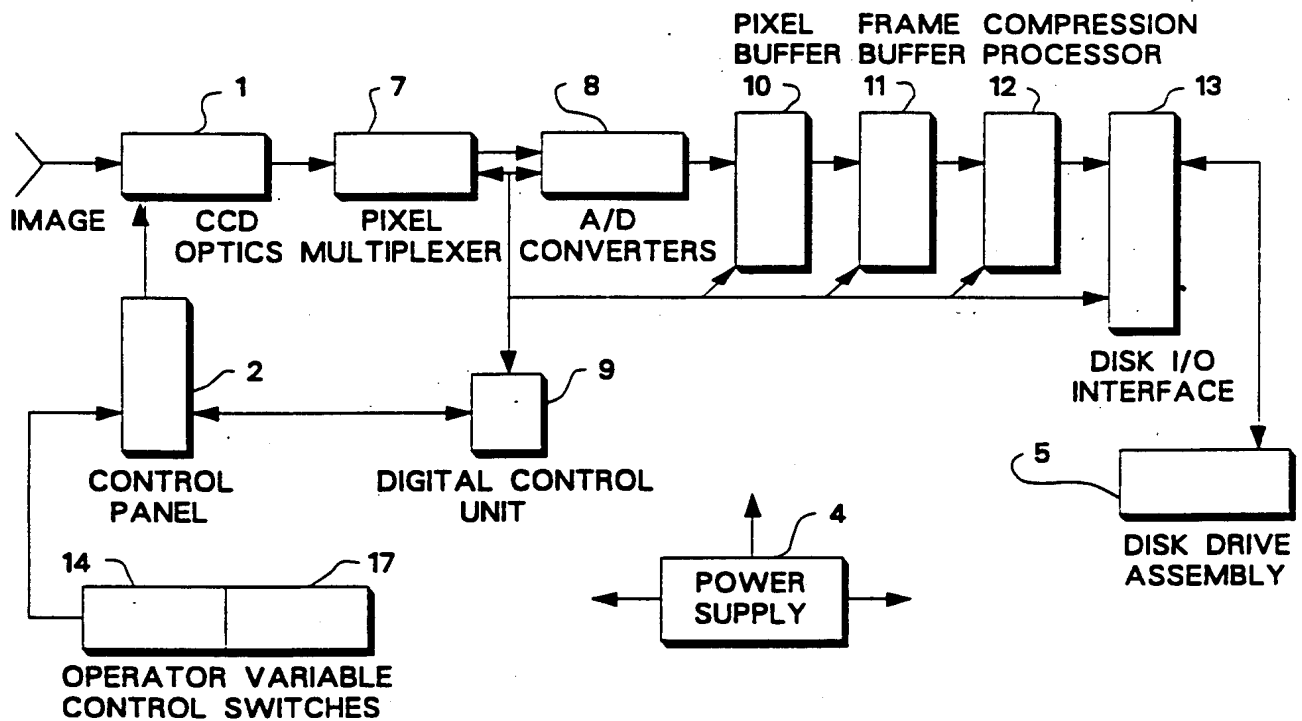 PIXEL BUFFER
FRAME BUFFER
COMPRESSION PROCESSOR
1
7
8
10
11
12
13
IMAGE
CCD
OPTICS
PIXEL
MULTIPLEXER
A/D
CONVERTERS
2
9
DISK I/O
INTERFACE
CONTROL
PANEL
DIGITAL CONTROL
UNIT
5
4
POWER
SUPPLY
DISK DRIVE
ASSEMBLY
14
17
OPERATOR VARIABLE
CONTROL SWITCHES